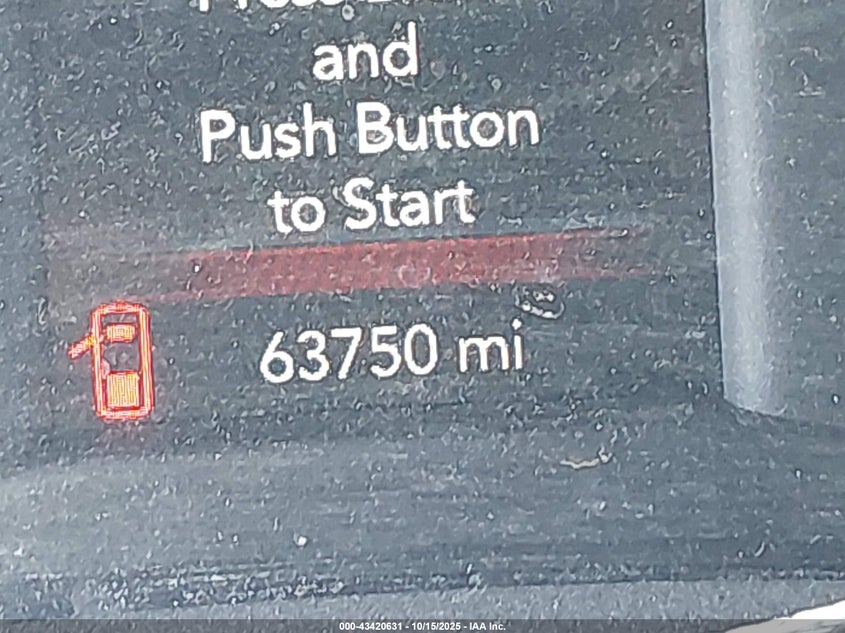 and
Push Button
to Start
63750 mi
000-43420631 - 10/15/2025 - IAA Inc.